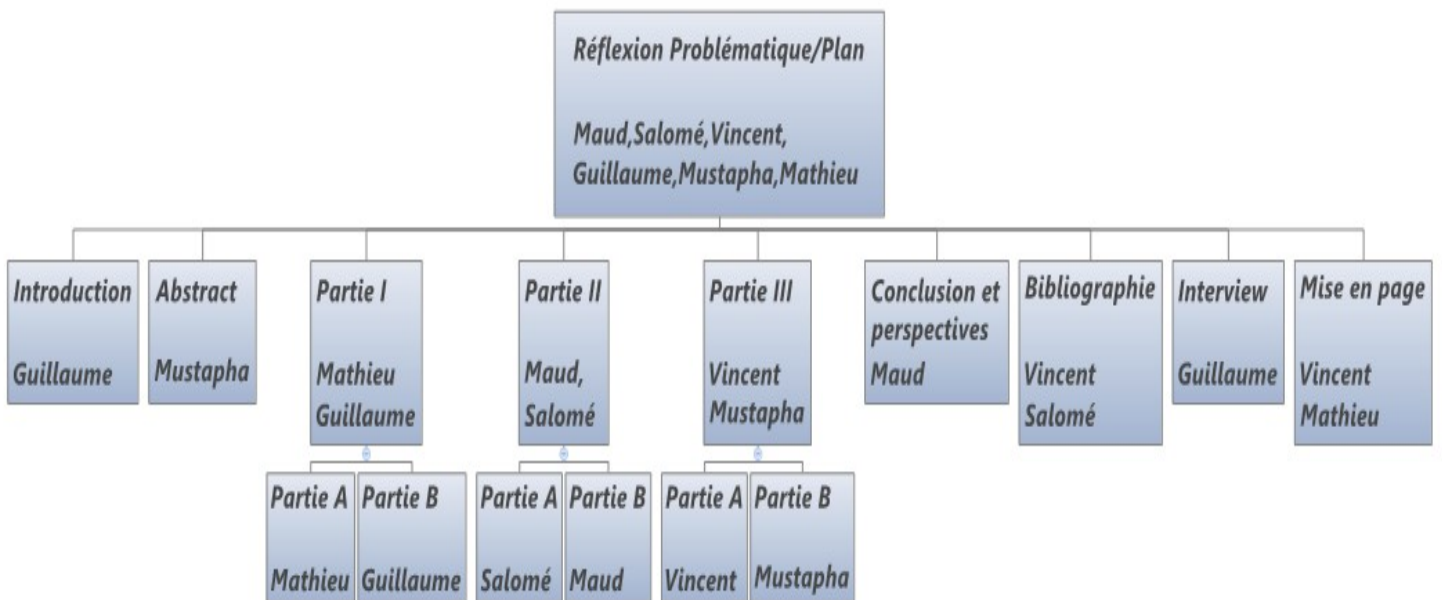 Réflexion Problématique/Plan
Maud,Salomé,Vincent,
Guillaume,Mustapha,Mathieu
Introduction
Guillaume
Abstract
Mustapha
Partie I
Mathieu
Guillaume
Partie II
Maud,
Salomé
Partie III
Vincent
Mustapha
Conclusion et
perspectives
Maud
Bibliographie
Vincent
Salomé
Interview
Guillaume
Mise en page
Vincent
Mathieu
Partie A
Mathieu
Partie B
Guillaume
Partie A
Salomé
Partie B
Maud
Partie A
Vincent
Partie B
Mustapha